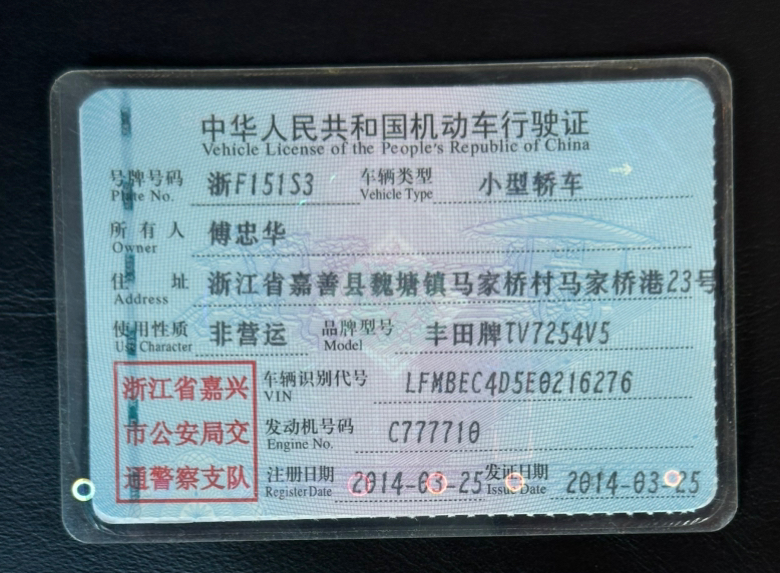 中华人民共和国机动车行驶证
Vehicle License of the People's Republic of China
号牌号码 浙F151S3 车辆类型 小型轿车
Plate No. Vehicle Type
所有人 傅忠华
Owner
住址 浙江省嘉善县魏塘镇马家桥村马家桥港23号
Address
使用性质 非营运 品牌型号 丰田牌TV7254V5
Use Character Model
浙江省嘉兴 车辆识别代号 LFMBEC4D5E0216276
VIN
市公安局交 发动机号码 C777710
Engine No.
通警察支队 注册日期 2014-03-25 发证日期 2014-03-25
Register Date Issue Date